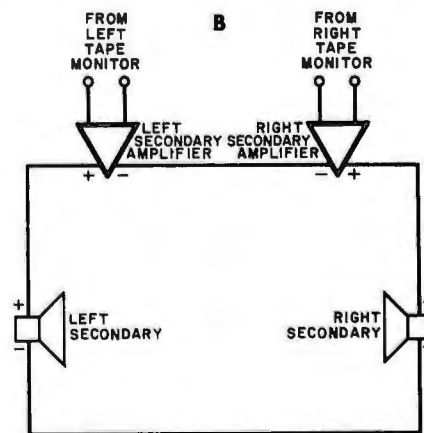 B
FROM
LEFT
TAPE
MONITOR
FROM
RIGHT
TAPE
MONITOR
LEFT
SECONDARY
AMPLIFIER
RIGHT
SECONDARY
AMPLIFIER
+ -
- +
+
-
LEFT
SECONDARY
RIGHT
SECONDARY
+
-